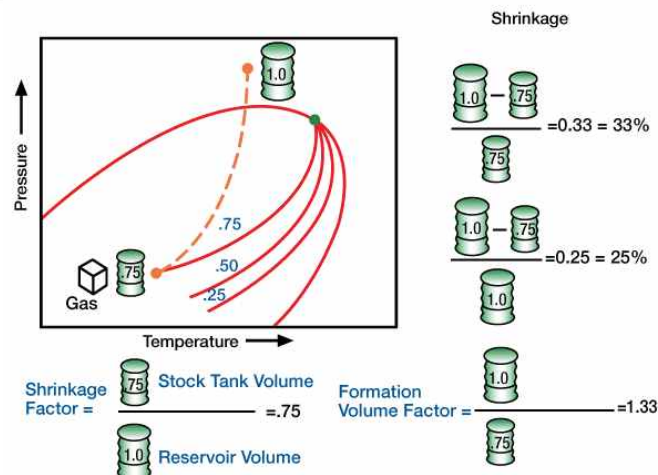 Shrinkage
1.0
Pressure
1.0 – .75
=0.33 = 33%
.75
.75
.50
.25
1.0 – .75
=0.25 = 25%
1.0
.75
Gas
Temperature
Shrinkage
Factor =
.75 Stock Tank Volume
=.75
1.0 Reservoir Volume
Formation
Volume Factor =
1.0
=1.33
.75